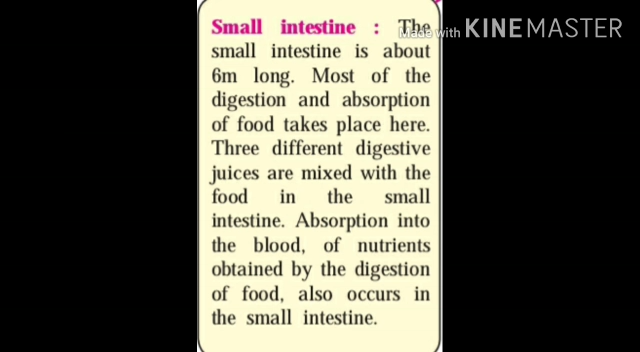 Small intestine : The
Made with KINEMASTER
small intestine is about
6m long. Most of the
digestion and absorption
of food takes place here.
Three different digestive
juices are mixed with the
food in the small
intestine. Absorption into
the blood, of nutrients
obtained by the digestion
of food, also occurs in
the small intestine.